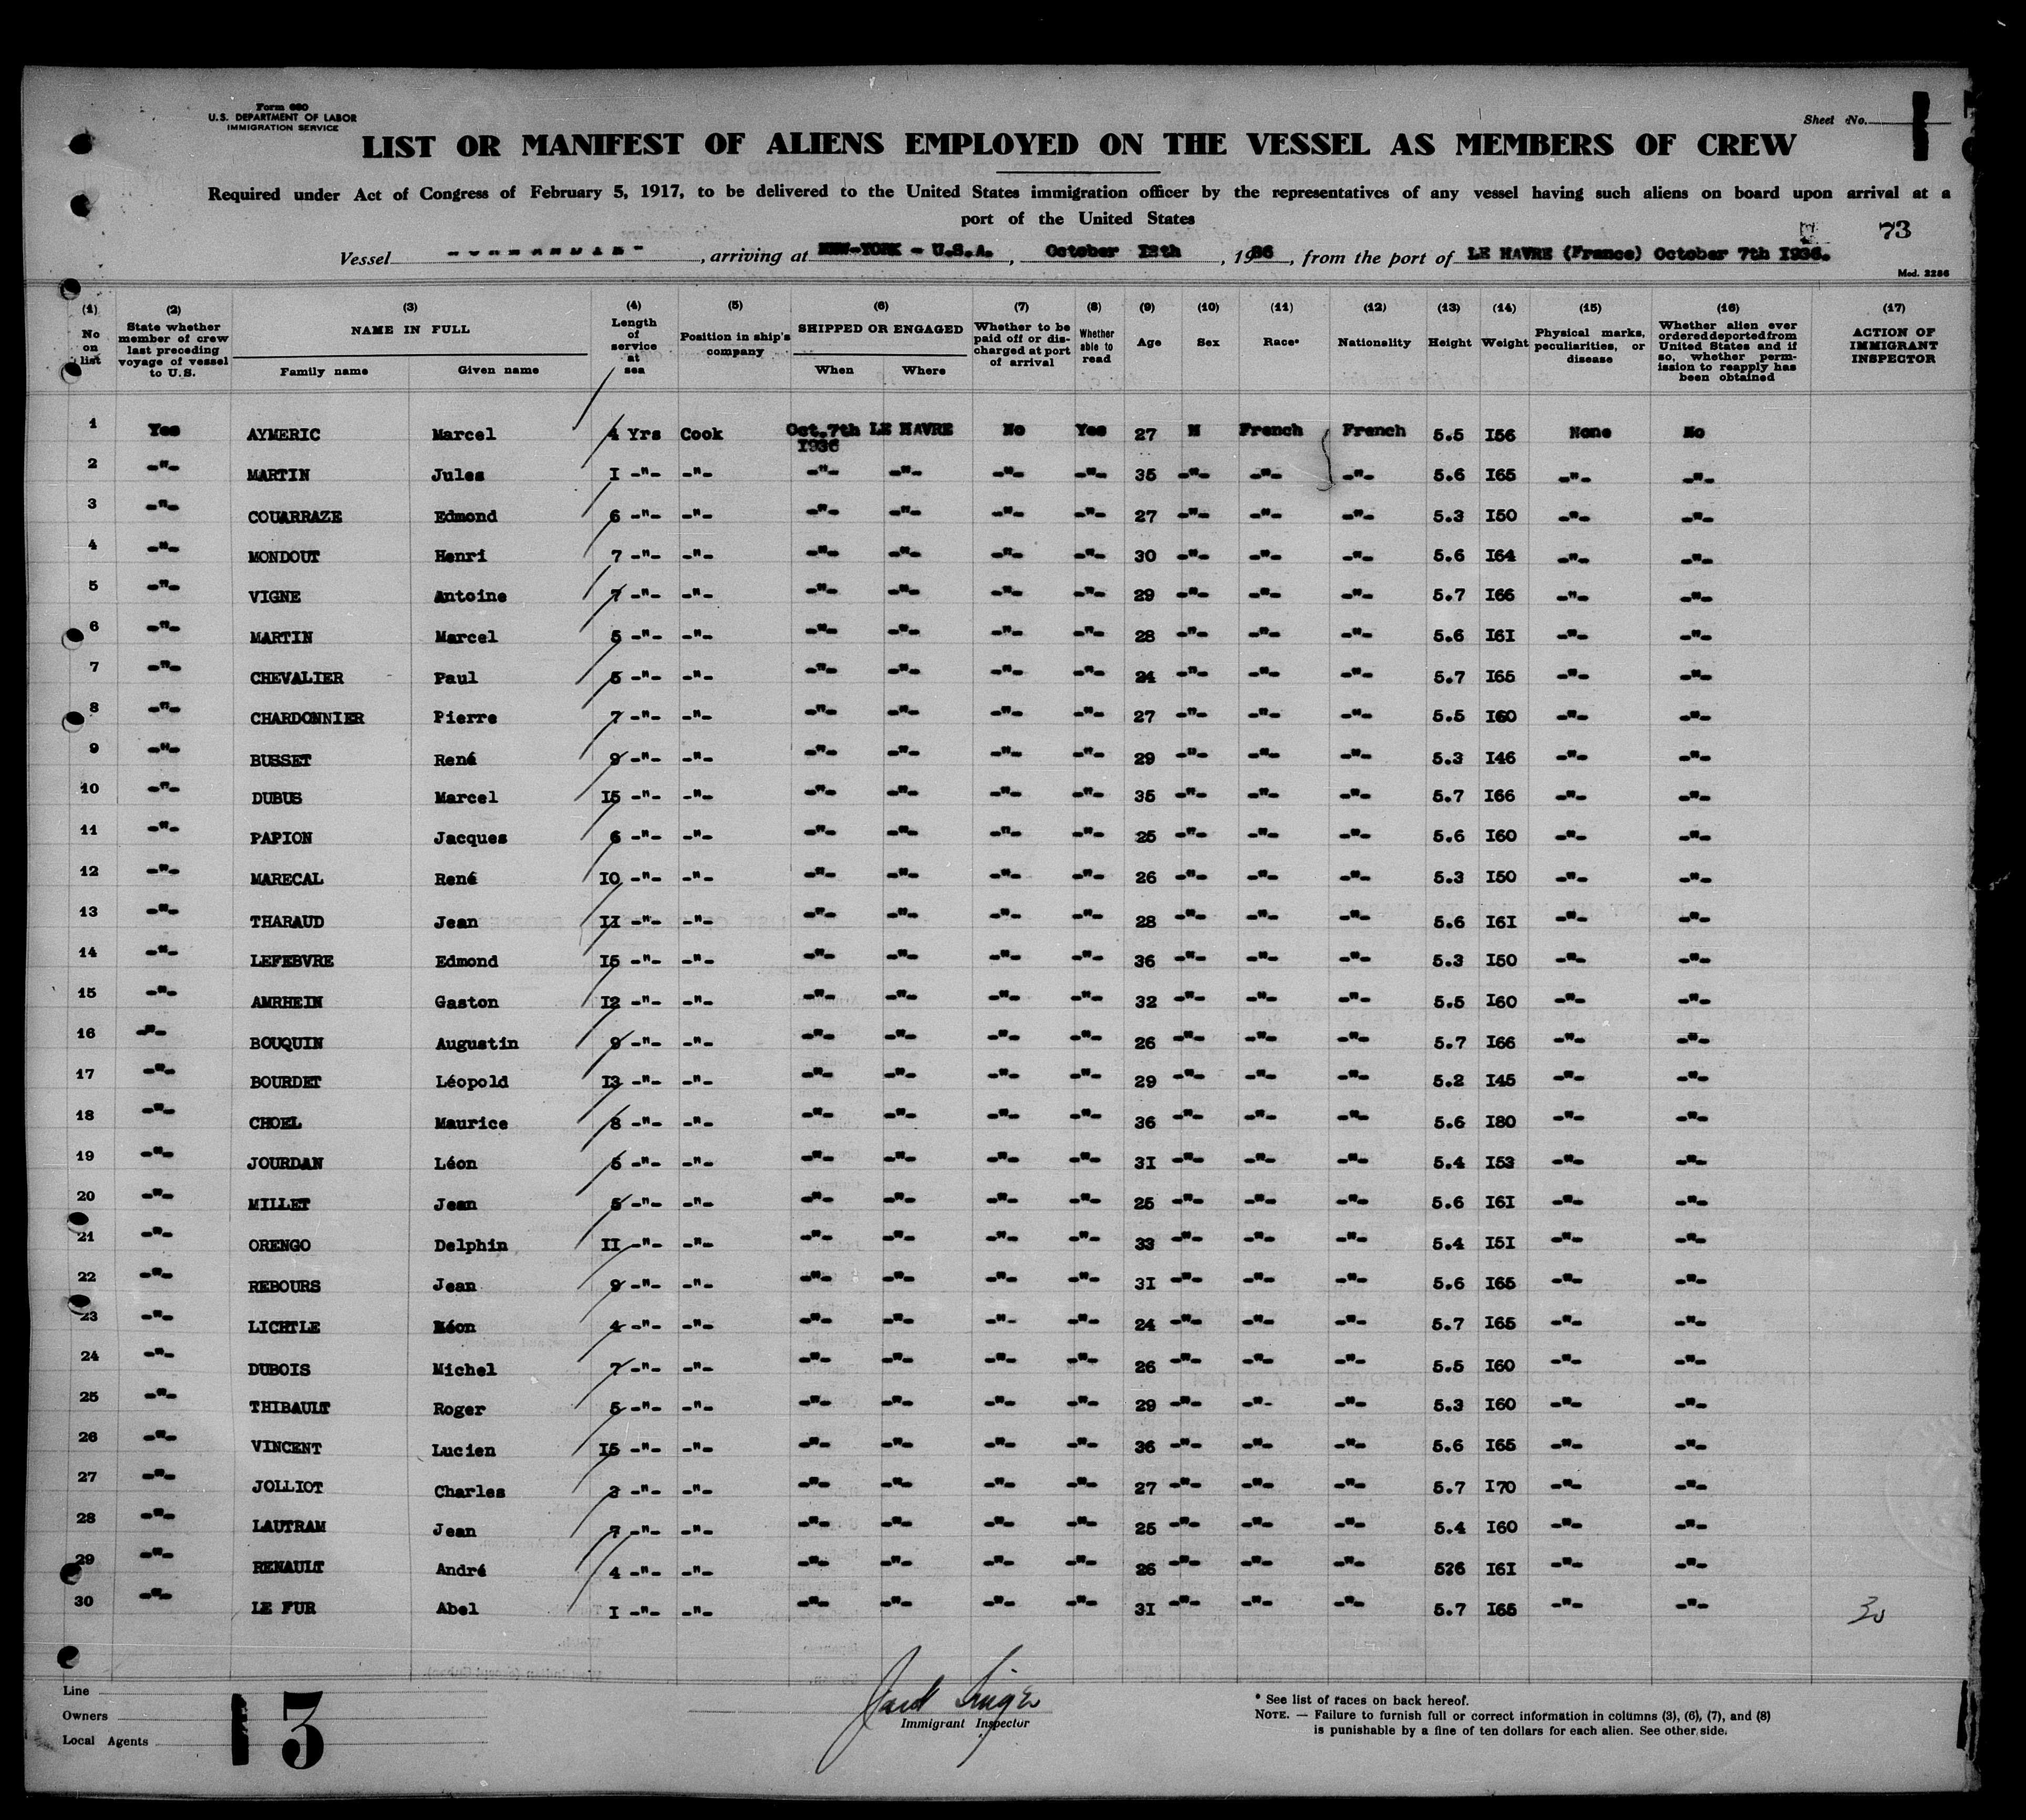 Form 680
U.S. DEPARTMENT OF LABOR
IMMIGRATION SERVICE
Sheet No.
LIST OR MANIFEST OF ALIENS EMPLOYED ON THE VESSEL AS MEMBERS OF CREW
Required under Act of Congress of February 5, 1917, to be delivered to the United States immigration officer by the representatives of any vessel having such aliens on board upon arrival at a
port of the United States
73
Vessel , arriving at NEW-YORK - U.S.A. , October 12th , 1936 , from the port of LE HAVRE (France) October 7th I936.
Mod. 2286
(1) No on list (2) State whether member of crew last preceding voyage of vessel to U.S. (3) NAME IN FULL Family name Given name (4) Length of service at sea (5) Position in ship's company (6) SHIPPED OR ENGAGED When Where (7) Whether to be paid off or discharged at port of arrival (8) Whether able to read (9) Age (10) Sex (11) Race* (12) Nationality (13) Height (14) Weight (15) Physical marks, peculiarities, or disease (16) Whether alien ever ordered deported from United States and if so, whether permission to reapply has been obtained (17) ACTION OF IMMIGRANT INSPECTOR
1 Yes AYMERIC Marcel 4 Yrs Cook Oct.7th I936 LE HAVRE No Yes 27 M French French 5.5 I56 None No
2 -"- MARTIN Jules I -"- -"- -"- -"- -"- -"- 35 -"- -"- -"- 5.6 I65 -"- -"-
3 -"- COUARRAZE Edmond 6 -"- -"- -"- -"- -"- -"- 27 -"- -"- -"- 5.3 I50 -"- -"-
4 -"- MONDOUT Henri 7 -"- -"- -"- -"- -"- -"- 30 -"- -"- -"- 5.6 I64 -"- -"-
5 -"- VIGNE Antoine 7 -"- -"- -"- -"- -"- -"- 29 -"- -"- -"- 5.7 I66 -"- -"-
6 -"- MARTIN Marcel 5 -"- -"- -"- -"- -"- -"- 28 -"- -"- -"- 5.6 I6I -"- -"-
7 -"- CHEVALIER Paul 5 -"- -"- -"- -"- -"- -"- 24 -"- -"- -"- 5.7 I65 -"- -"-
8 -"- CHARDONNIER Pierre 7 -"- -"- -"- -"- -"- -"- 27 -"- -"- -"- 5.5 I60 -"- -"-
9 -"- BUSSET René 9 -"- -"- -"- -"- -"- -"- 29 -"- -"- -"- 5.3 I46 -"- -"-
10 -"- DUBUS Marcel I5 -"- -"- -"- -"- -"- -"- 35 -"- -"- -"- 5.7 I66 -"- -"-
11 -"- PAPION Jacques 6 -"- -"- -"- -"- -"- -"- 25 -"- -"- -"- 5.6 I60 -"- -"-
12 -"- MARECAL René IO -"- -"- -"- -"- -"- -"- 26 -"- -"- -"- 5.3 I50 -"- -"-
13 -"- THARAUD Jean II -"- -"- -"- -"- -"- -"- 28 -"- -"- -"- 5.6 I6I -"- -"-
14 -"- LEFEBVRE Edmond I5 -"- -"- -"- -"- -"- -"- 36 -"- -"- -"- 5.3 I50 -"- -"-
15 -"- AMRHEIN Gaston I2 -"- -"- -"- -"- -"- -"- 32 -"- -"- -"- 5.5 I60 -"- -"-
16 -"- BOUQUIN Augustin 9 -"- -"- -"- -"- -"- -"- 26 -"- -"- -"- 5.7 I66 -"- -"-
17 -"- BOURDET Léopold I3 -"- -"- -"- -"- -"- -"- 29 -"- -"- -"- 5.2 I45 -"- -"-
18 -"- CHOEL Maurice 8 -"- -"- -"- -"- -"- -"- 36 -"- -"- -"- 5.6 I80 -"- -"-
19 -"- JOURDAN Léon 5 -"- -"- -"- -"- -"- -"- 3I -"- -"- -"- 5.4 I53 -"- -"-
20 -"- MILLET Jean 5 -"- -"- -"- -"- -"- -"- 25 -"- -"- -"- 5.6 I6I -"- -"-
21 -"- ORENGO Delphin II -"- -"- -"- -"- -"- -"- 33 -"- -"- -"- 5.4 I5I -"- -"-
22 -"- REBOURS Jean 9 -"- -"- -"- -"- -"- -"- 3I -"- -"- -"- 5.6 I65 -"- -"-
23 -"- LICHTLE Léon 4 -"- -"- -"- -"- -"- -"- 24 -"- -"- -"- 5.7 I65 -"- -"-
24 -"- DUBOIS Michel 7 -"- -"- -"- -"- -"- -"- 26 -"- -"- -"- 5.5 I60 -"- -"-
25 -"- THIBAULT Roger 5 -"- -"- -"- -"- -"- -"- 29 -"- -"- -"- 5.3 I60 -"- -"-
26 -"- VINCENT Lucien I5 -"- -"- -"- -"- -"- -"- 36 -"- -"- -"- 5.6 I65 -"- -"-
27 -"- JOLLIOT Charles 3 -"- -"- -"- -"- -"- -"- 27 -"- -"- -"- 5.7 I70 -"- -"-
28 -"- LAUTRAM Jean 7 -"- -"- -"- -"- -"- -"- 25 -"- -"- -"- 5.4 I60 -"- -"-
29 -"- RENAULT André 4 -"- -"- -"- -"- -"- -"- 26 -"- -"- -"- 5?6 I6I -"- -"-
30 -"- LE FUR Abel I -"- -"- -"- -"- -"- -"- 3I -"- -"- -"- 5.7 I65 -"- -"- 30
Line
Owners
Local Agents
13
Immigrant Inspector
* See list of races on back hereof.
NOTE. — Failure to furnish full or correct information in columns (3), (6), (7), and (8)
is punishable by a fine of ten dollars for each alien. See other side.